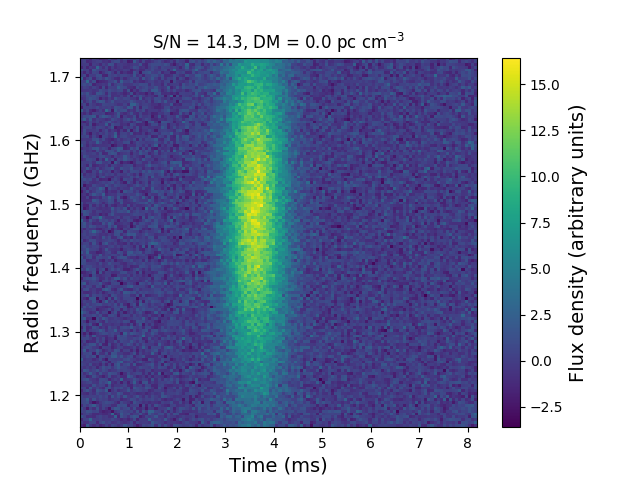 S/N = 14.3, DM = 0.0 pc cm⁻³
Radio frequency (GHz)
1.7
1.6
1.5
1.4
1.3
1.2
0 1 2 3 4 5 6 7 8
Time (ms)
15.0
12.5
10.0
7.5
5.0
2.5
0.0
−2.5
Flux density (arbitrary units)